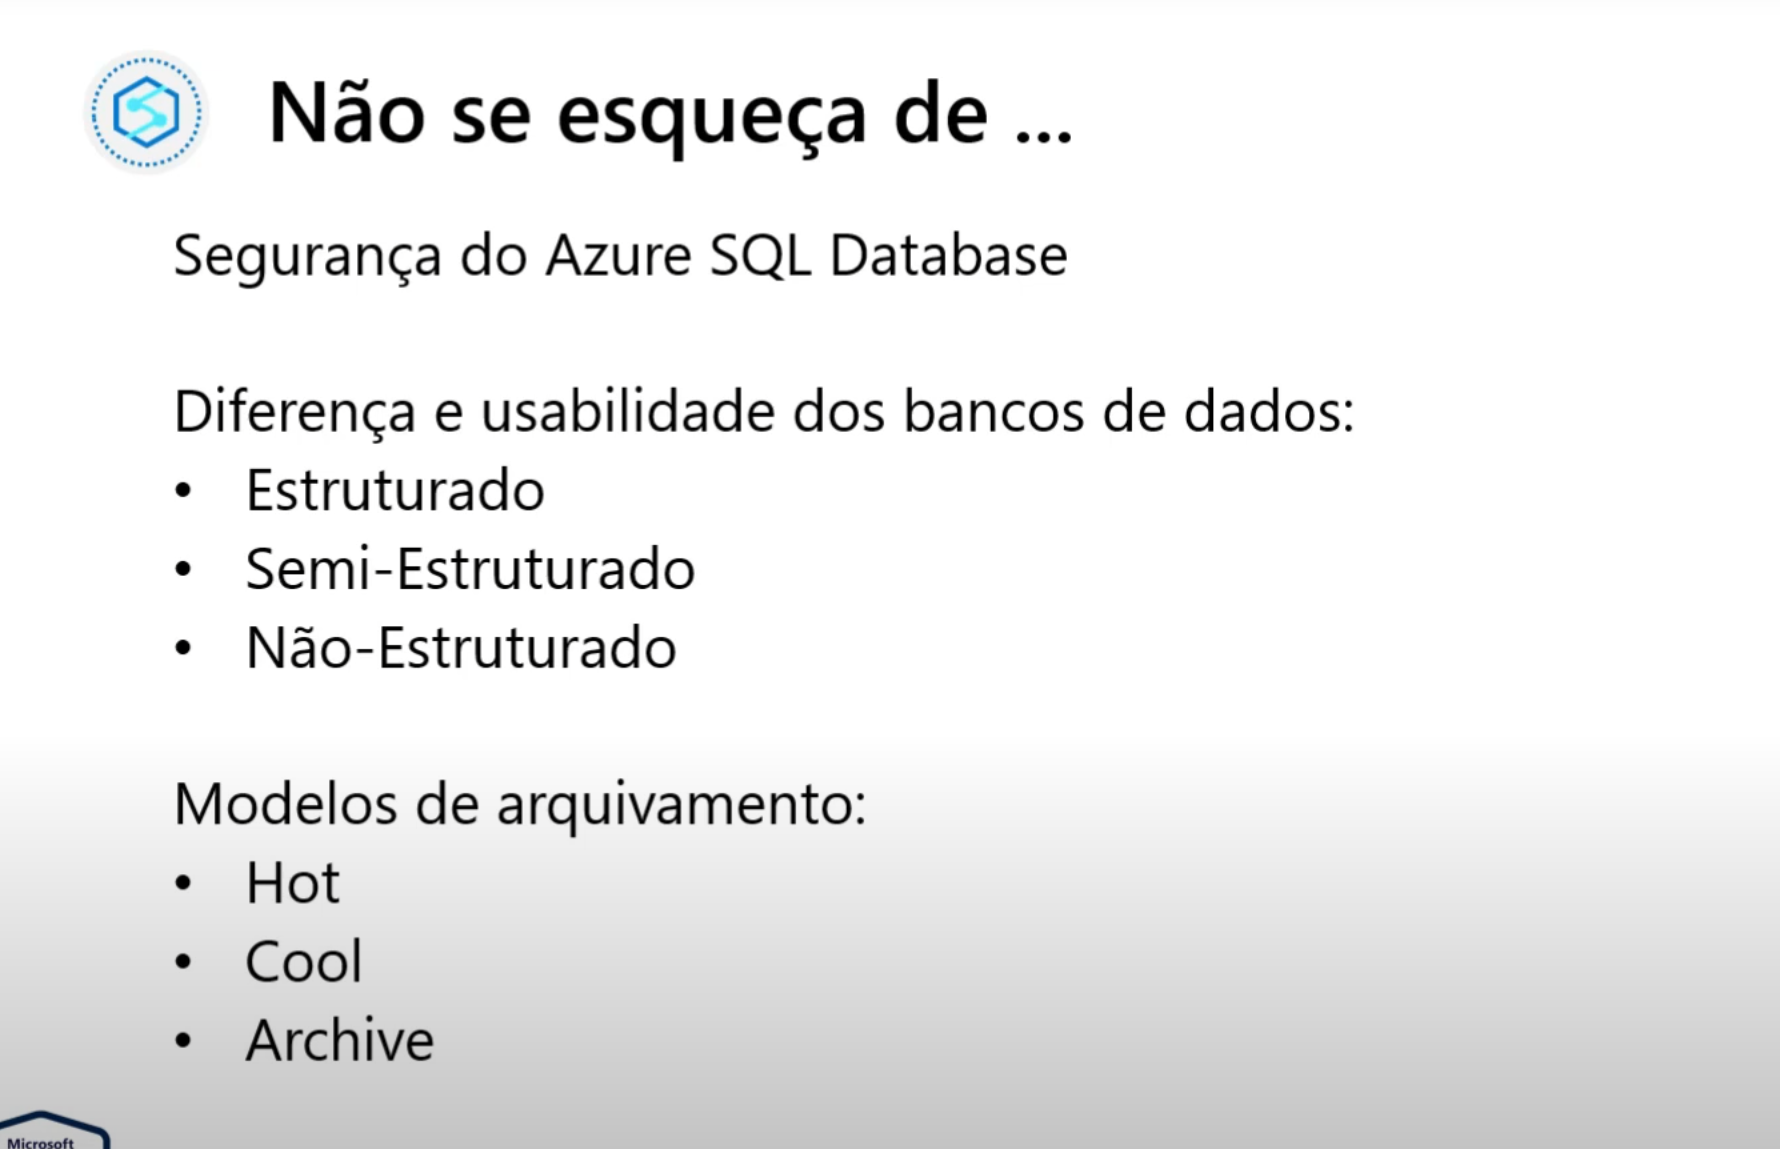 Não se esqueça de ...
Segurança do Azure SQL Database
Diferença e usabilidade dos bancos de dados:
• Estruturado
• Semi-Estruturado
• Não-Estruturado
Modelos de arquivamento:
• Hot
• Cool
• Archive
Microsoft